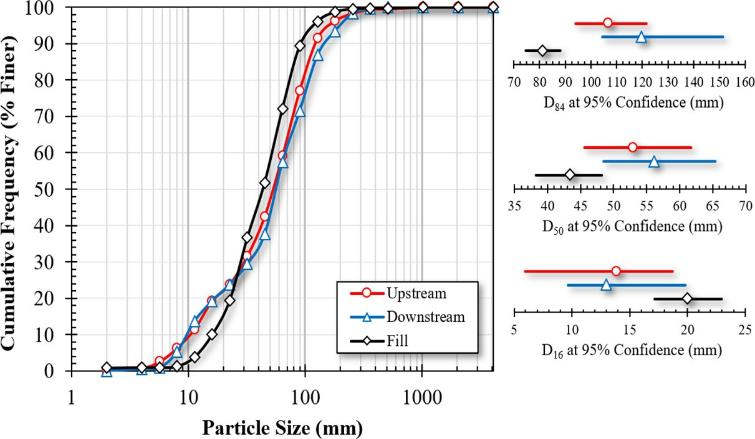 Cumulative Frequency (% Finer)
100
90
80
70
60
50
40
30
20
10
0
1 10 100 1000
Particle Size (mm)
Upstream
Downstream
Fill
70 80 90 100 110 120 130 140 150 160
D84 at 95% Confidence (mm)
35 40 45 50 55 60 65 70
D50 at 95% Confidence (mm)
5 10 15 20 25
D16 at 95% Confidence (mm)